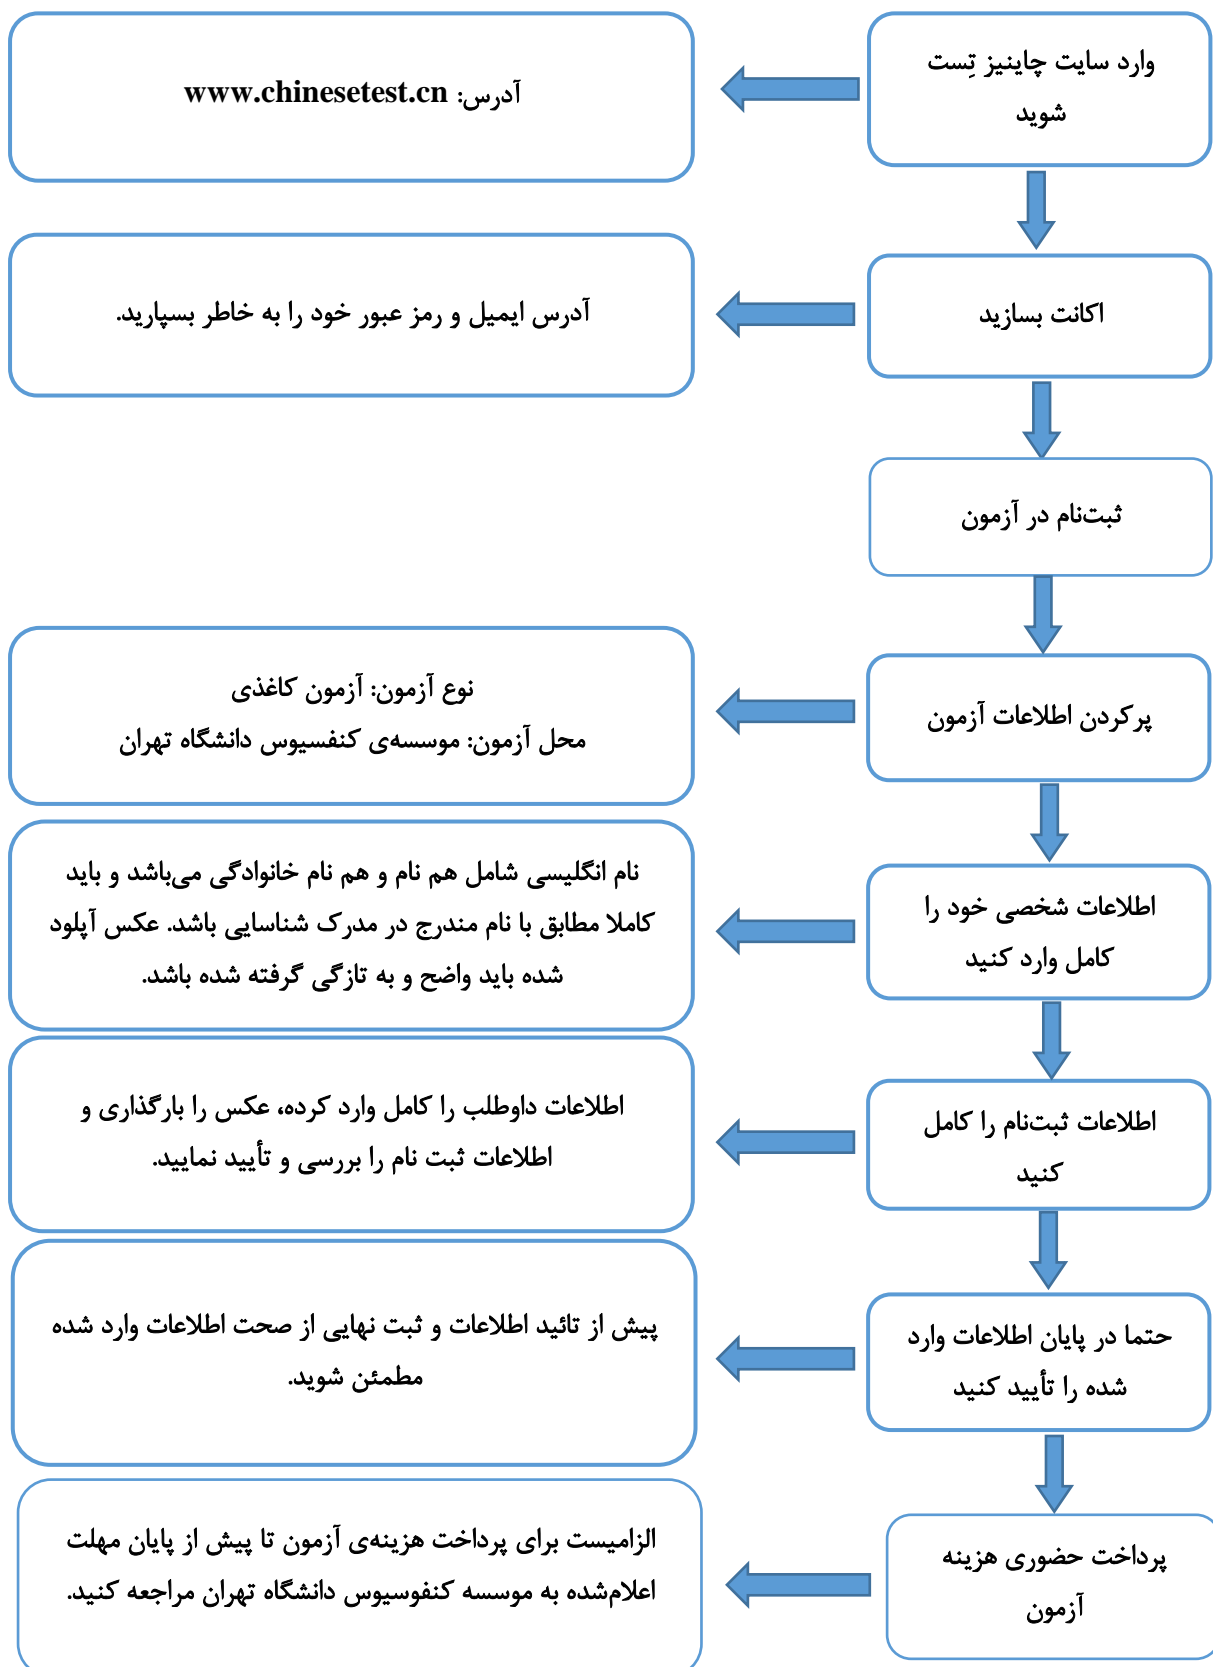 وارد سایت چاینیز تِست
شوید
آدرس: www.chinesetest.cn
اکانت بسازید
آدرس ایمیل و رمز عبور خود را به خاطر بسپارید.
ثبت‌نام در آزمون
پرکردن اطلاعات آزمون
نوع آزمون: آزمون کاغذی
محل آزمون: موسسه‌ی کنفسیوس دانشگاه تهران
اطلاعات شخصی خود را
کامل وارد کنید
نام انگلیسی شامل هم نام و هم نام خانوادگی می‌باشد و باید
کاملا مطابق با نام مندرج در مدرک شناسایی باشد. عکس آپلود
شده باید واضح و به تازگی گرفته شده باشد.
اطلاعات ثبت‌نام را کامل
کنید
اطلاعات داوطلب را کامل وارد کرده، عکس را بارگذاری و
اطلاعات ثبت نام را بررسی و تأیید نمایید.
حتما در پایان اطلاعات وارد
شده را تأیید کنید
پیش از تائید اطلاعات و ثبت نهایی از صحت اطلاعات وارد شده
مطمئن شوید.
پرداخت حضوری هزینه
آزمون
الزامیست برای پرداخت هزینه‌ی آزمون تا پیش از پایان مهلت
اعلام‌شده به موسسه کنفوسیوس دانشگاه تهران مراجعه کنید.